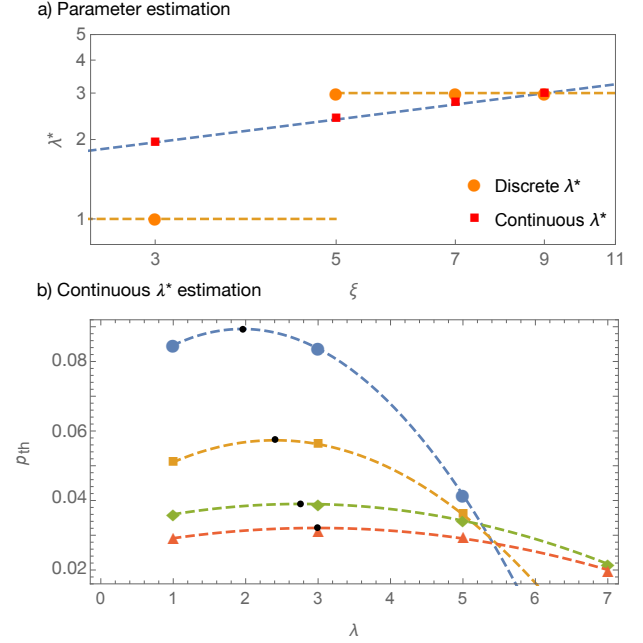 a) Parameter estimation
5
4
3
2
1
λ*
Discrete λ*
Continuous λ*
3 5 7 9 11
ξ
b) Continuous λ* estimation
0.08
0.06
0.04
0.02
pth
0 1 2 3 4 5 6 7
λ